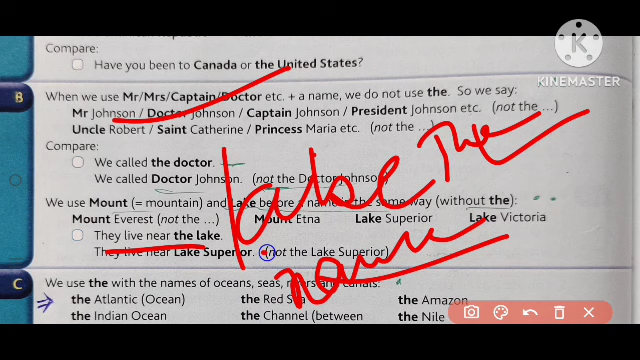 Compare:
Have you been to Canada or the United States?
KINEMASTER
B
When we use Mr/Mrs/Captain/Doctor etc. + a name, we do not use the. So we say:
Mr Johnson / Doctor Johnson / Captain Johnson / President Johnson etc. (not the ...)
Uncle Robert / Saint Catherine / Princess Maria etc. (not the ...)
Compare:
We called the doctor.
We called Doctor Johnson. (not the Doctor Johnson)
We use Mount (= mountain) and Lake before a name in the same way (without the):
Mount Everest (not the ...) Mount Etna Lake Superior Lake Victoria
They live near the lake.
They live near Lake Superior. (not the Lake Superior)
The
name
C
We use the with the names of oceans, seas, rivers and canals:
the Atlantic (Ocean) the Red Sea the Amazon
the Indian Ocean the Channel (between the Nile